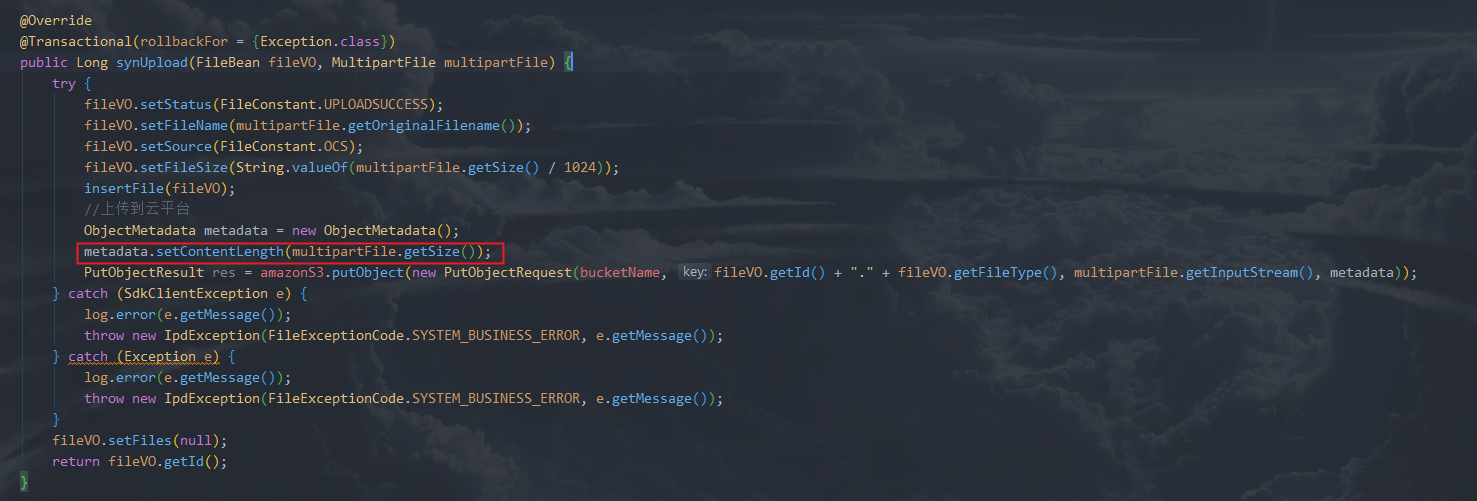 @Override
@Transactional(rollbackFor = {Exception.class})
public Long synUpload(FileBean fileVO, MultipartFile multipartFile) {
try {
fileVO.setStatus(FileConstant.UPLOADSUCCESS);
fileVO.setFileName(multipartFile.getOriginalFilename());
fileVO.setSource(FileConstant.OCS);
fileVO.setFileSize(String.valueOf(multipartFile.getSize() / 1024));
insertFile(fileVO);
//上传到云平台
ObjectMetadata metadata = new ObjectMetadata();
metadata.setContentLength(multipartFile.getSize());
PutObjectResult res = amazonS3.putObject(new PutObjectRequest(bucketName, key: fileVO.getId() + "." + fileVO.getFileType(), multipartFile.getInputStream(), metadata));
} catch (SdkClientException e) {
log.error(e.getMessage());
throw new IpdException(FileExceptionCode.SYSTEM_BUSINESS_ERROR, e.getMessage());
} catch (Exception e) {
log.error(e.getMessage());
throw new IpdException(FileExceptionCode.SYSTEM_BUSINESS_ERROR, e.getMessage());
}
fileVO.setFiles(null);
return fileVO.getId();
}